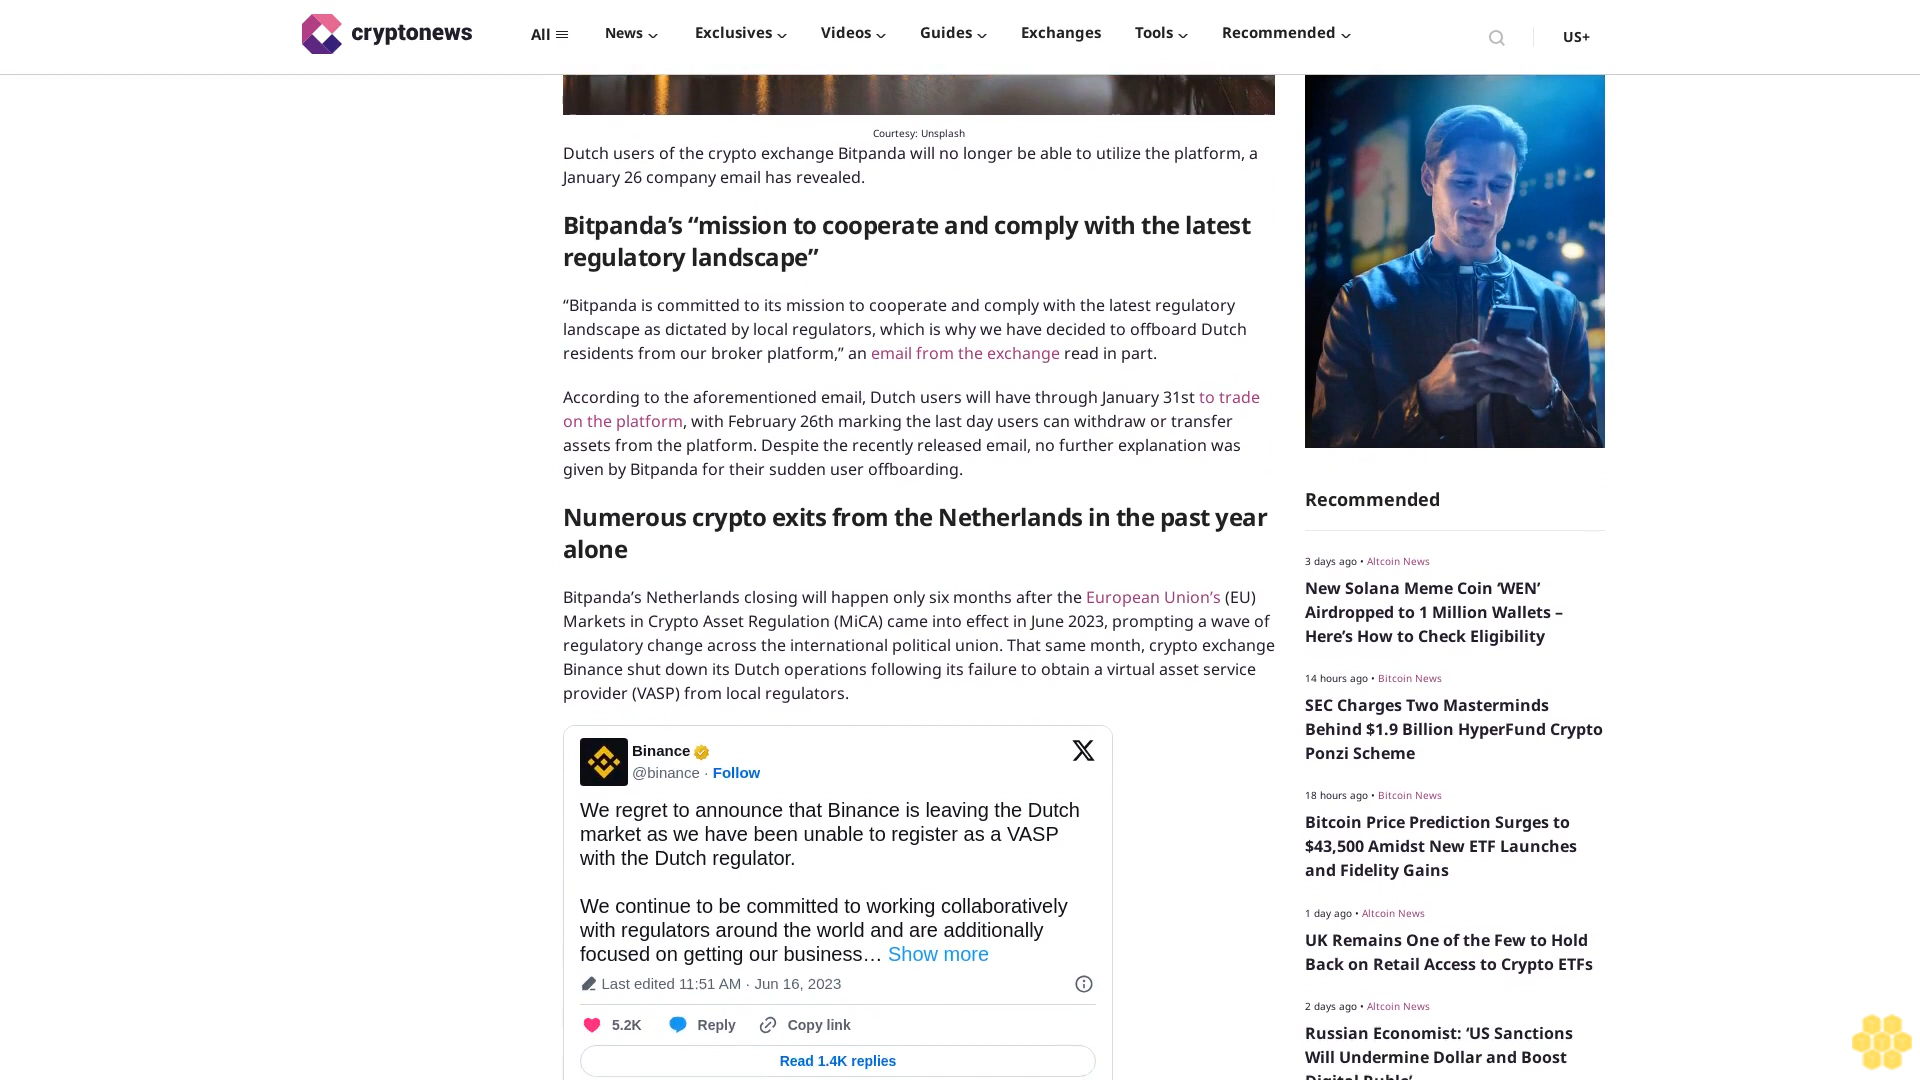 cryptonews
All
News
Exclusives
Videos
Guides
Exchanges
Tools
Recommended
US+
Courtesy: Unsplash
Dutch users of the crypto exchange Bitpanda will no longer be able to utilize the platform, a
January 26 company email has revealed.
Bitpanda’s “mission to cooperate and comply with the latest
regulatory landscape”
“Bitpanda is committed to its mission to cooperate and comply with the latest regulatory
landscape as dictated by local regulators, which is why we have decided to offboard Dutch
residents from our broker platform,” an email from the exchange read in part.
According to the aforementioned email, Dutch users will have through January 31st to trade
on the platform, with February 26th marking the last day users can withdraw or transfer
assets from the platform. Despite the recently released email, no further explanation was
given by Bitpanda for their sudden user offboarding.
Numerous crypto exits from the Netherlands in the past year
alone
Bitpanda’s Netherlands closing will happen only six months after the European Union’s (EU)
Markets in Crypto Asset Regulation (MiCA) came into effect in June 2023, prompting a wave of
regulatory change across the international political union. That same month, crypto exchange
Binance shut down its Dutch operations following its failure to obtain a virtual asset service
provider (VASP) from local regulators.
Binance
@binance · Follow
We regret to announce that Binance is leaving the Dutch
market as we have been unable to register as a VASP
with the Dutch regulator.
We continue to be committed to working collaboratively
with regulators around the world and are additionally
focused on getting our business… Show more
Last edited 11:51 AM · Jun 16, 2023
5.2K
Reply
Copy link
Read 1.4K replies
Recommended
3 days ago • Altcoin News
New Solana Meme Coin ‘WEN’
Airdropped to 1 Million Wallets –
Here’s How to Check Eligibility
14 hours ago • Bitcoin News
SEC Charges Two Masterminds
Behind $1.9 Billion HyperFund Crypto
Ponzi Scheme
18 hours ago • Bitcoin News
Bitcoin Price Prediction Surges to
$43,500 Amidst New ETF Launches
and Fidelity Gains
1 day ago • Altcoin News
UK Remains One of the Few to Hold
Back on Retail Access to Crypto ETFs
2 days ago • Altcoin News
Russian Economist: ‘US Sanctions
Will Undermine Dollar and Boost